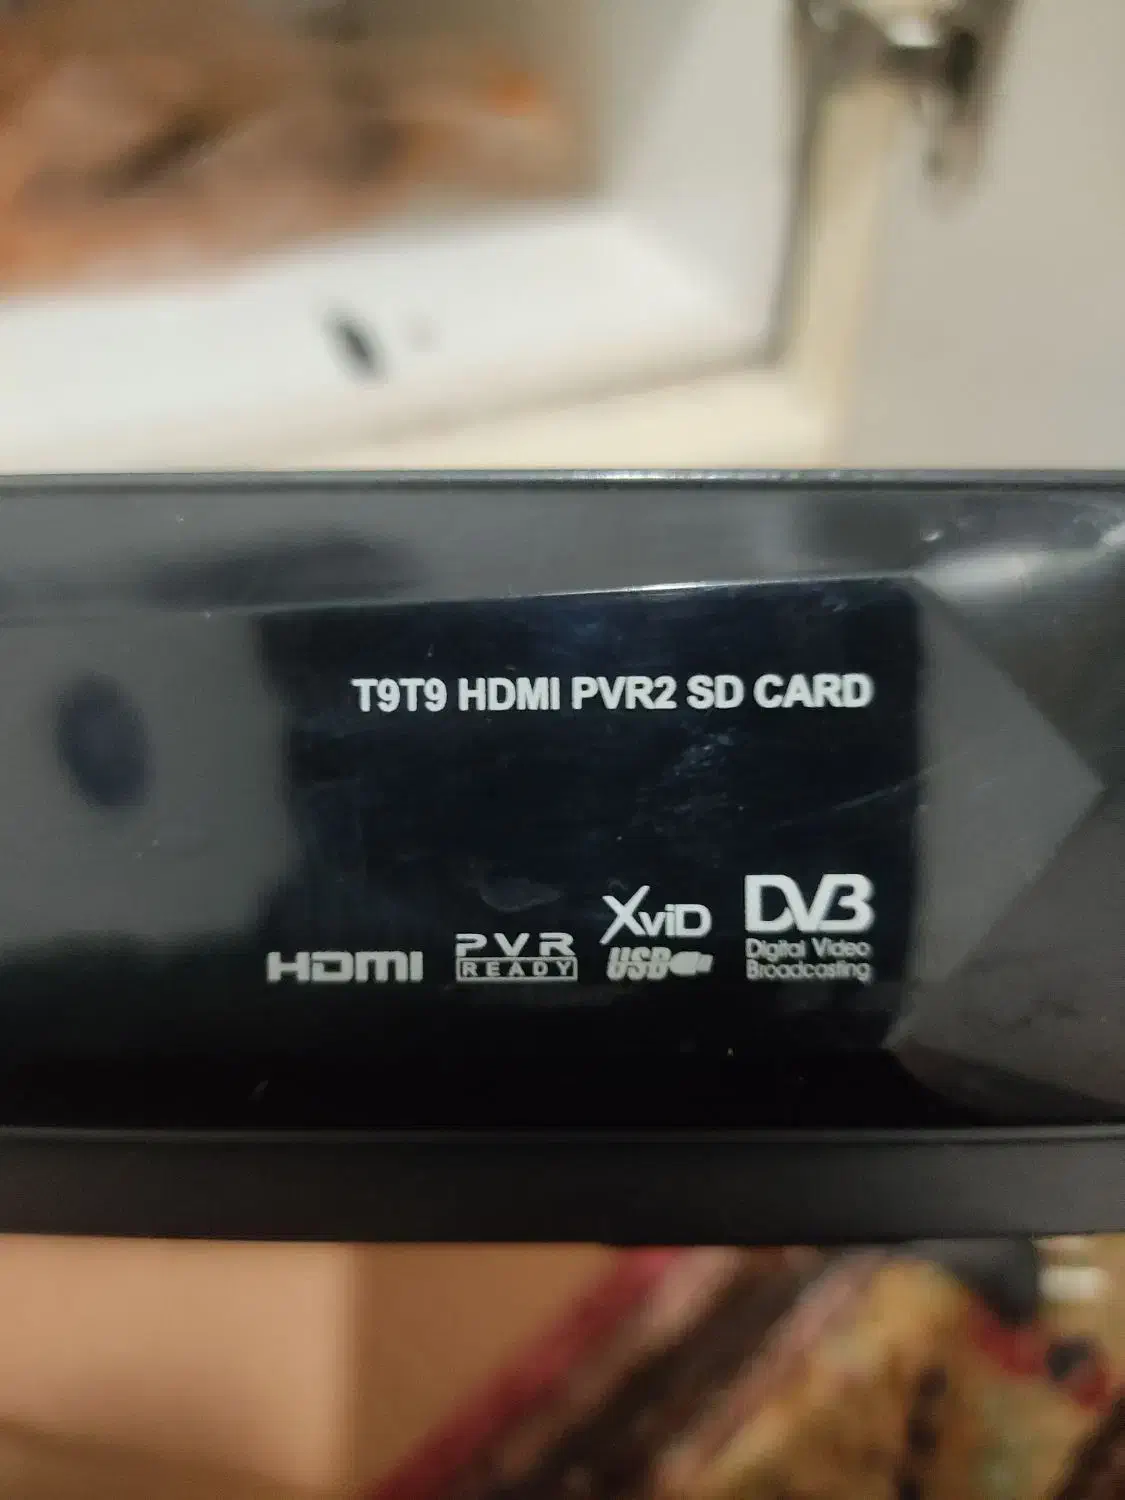 T9T9 HDMI PVR2 SD CARD
HDMI
PVR
READY
XviD
USB
DVB
Digital Video
Broadcasting